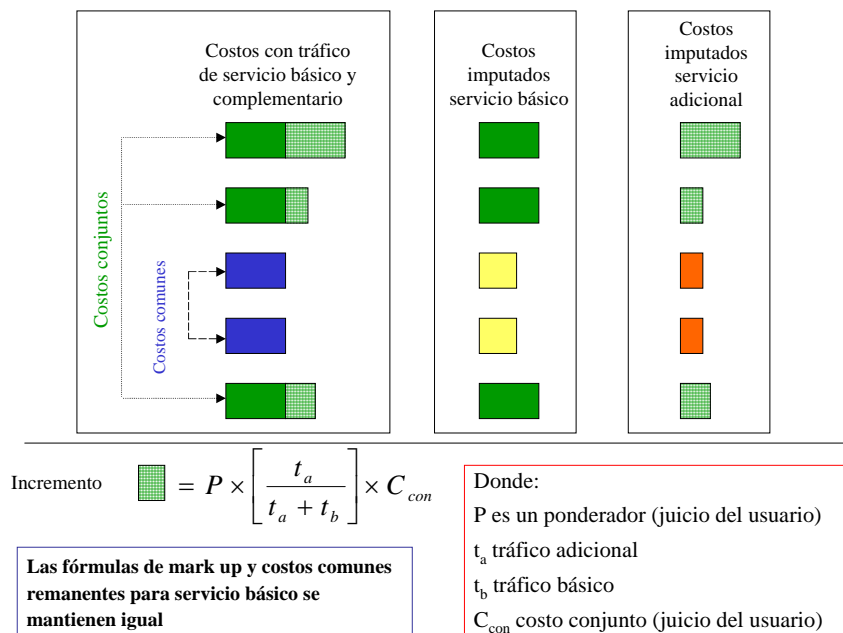 Costos con tráfico
de servicio básico y
complementario
Costos
imputados
servicio básico
Costos
imputados
servicio
adicional
Costos conjuntos
Costos comunes
Incremento = P × [ t_a / (t_a + t_b) ] × C_con
Las fórmulas de mark up y costos comunes
remanentes para servicio básico se
mantienen igual
Donde:
P es un ponderador (juicio del usuario)
t_a tráfico adicional
t_b tráfico básico
C_con costo conjunto (juicio del usuario)